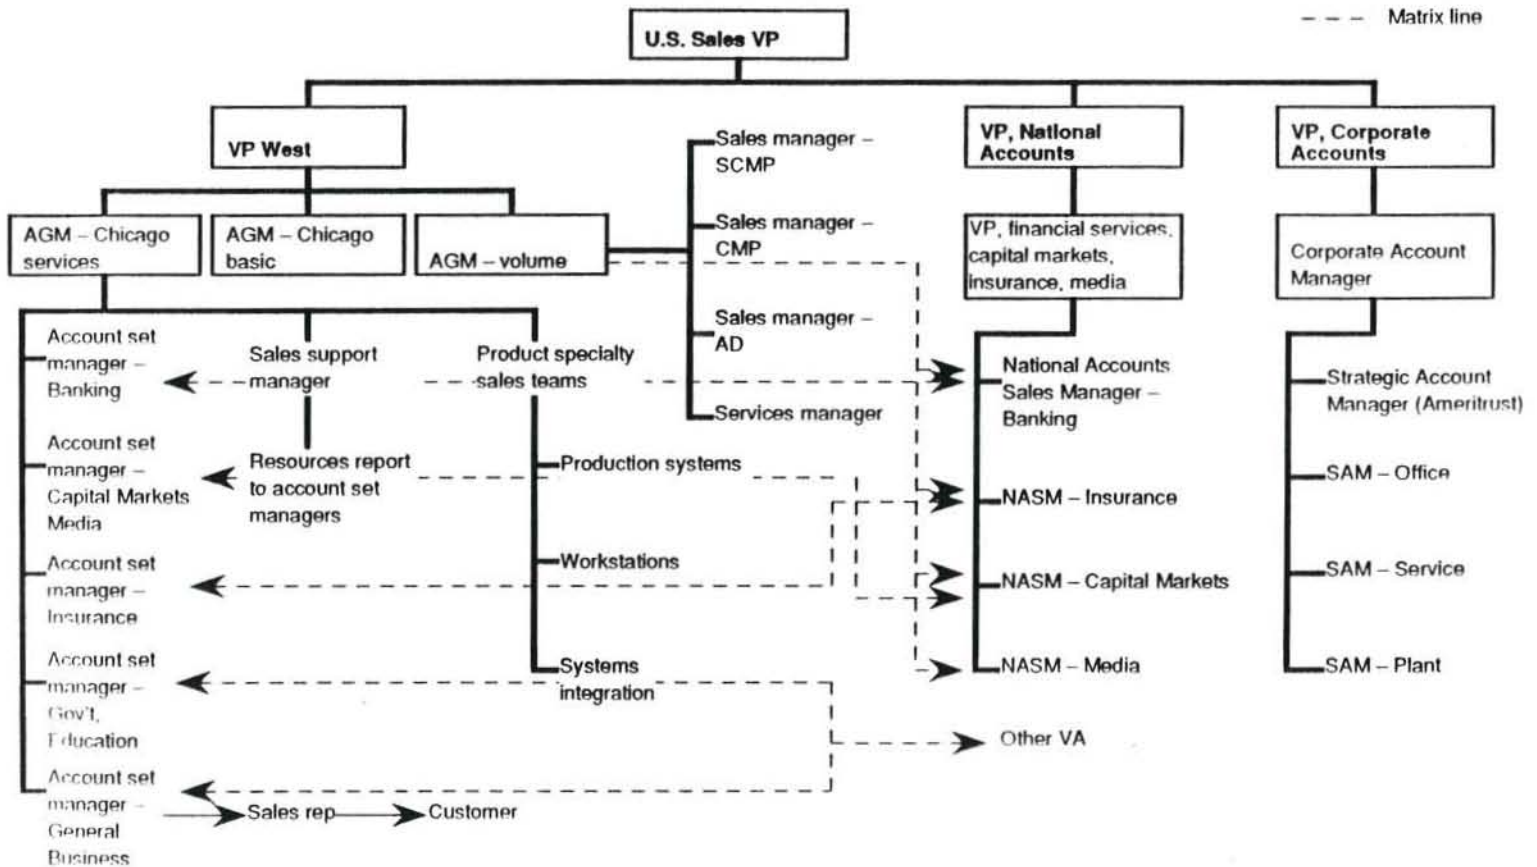 Matrix line
U.S. Sales VP
VP West
VP, National
Accounts
VP, Corporate
Accounts
AGM – Chicago
services
AGM – Chicago
basic
AGM – volume
Sales manager –
SCMP
Sales manager –
CMP
Sales manager –
AD
Services manager
VP, financial services,
capital markets,
insurance, media
Corporate Account
Manager
Account set
manager –
Banking
Account set
manager –
Capital Markets
Media
Account set
manager –
Insurance
Account set
manager –
Gov't,
Education
Account set
manager –
General
Business
Sales support
manager
Resources report
to account set
managers
Product specialty
sales teams
Production systems
Workstations
Systems
integration
National Accounts
Sales Manager –
Banking
NASM – Insurance
NASM – Capital Markets
NASM – Media
Other VA
Strategic Account
Manager (Ameritrust)
SAM – Office
SAM – Service
SAM – Plant
Sales rep
Customer